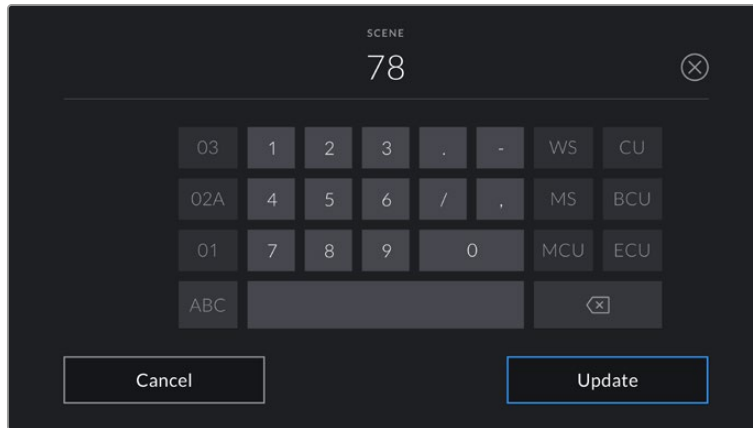 SCENE
78
03 1 2 3 . - WS CU
02A 4 5 6 / , MS BCU
01 7 8 9 0 MCU ECU
ABC
Cancel Update